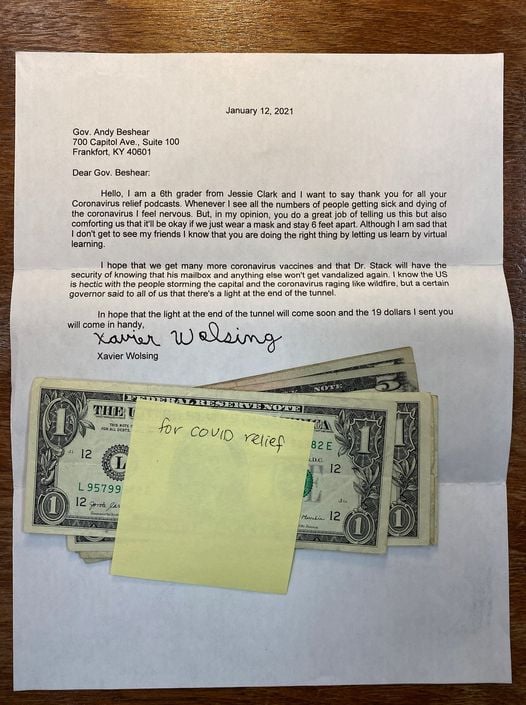 January 12, 2021
Gov. Andy Beshear
700 Capitol Ave., Suite 100
Frankfort, KY 40601
Dear Gov. Beshear:
Hello, I am a 6th grader from Jessie Clark and I want to say thank you for all your
Coronavirus relief podcasts. Whenever I see all the numbers of people getting sick and dying of
the coronavirus I feel nervous. But, in my opinion, you do a great job of telling us this but also
comforting us that it'll be okay if we just wear a mask and stay 6 feet apart. Although I am sad that
I don't get to see my friends I know that you are doing the right thing by letting us learn by virtual
learning.
I hope that we get many more coronavirus vaccines and that Dr. Stack will have the
security of knowing that his mailbox and anything else won't get vandalized again. I know the US
is hectic with the people storming the capital and the coronavirus raging like wildfire, but a certain
governor said to all of us that there's a light at the end of the tunnel.
In hope that the light at the end of the tunnel will come soon and the 19 dollars I sent you
will come in handy,
Xavier Wolsing
Xavier Wolsing
NOTE 5
FEDERAL RESERVE NOTE
1 THE U A 1 1
for COVID relief
82 E
12 L D.C. 12
L 95799
12 12
1 1 1